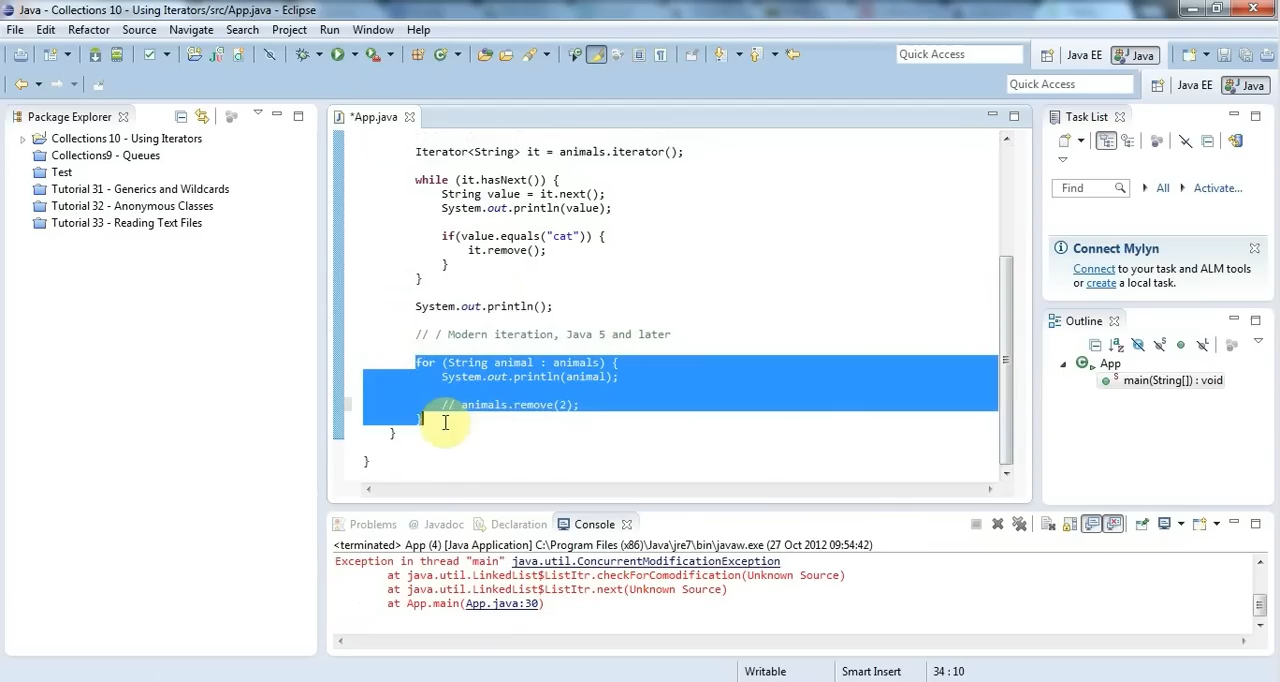 Java - Collections 10 - Using Iterators/src/App.java - Eclipse
File Edit Refactor Source Navigate Search Project Run Window Help
Quick Access Java EE Java
Quick Access Java EE Java
Package Explorer
Collections 10 - Using Iterators
Collections9 - Queues
Test
Tutorial 31 - Generics and Wildcards
Tutorial 32 - Anonymous Classes
Tutorial 33 - Reading Text Files
*App.java
Iterator<String> it = animals.iterator();
while (it.hasNext()) {
String value = it.next();
System.out.println(value);
if(value.equals("cat")) {
it.remove();
}
}
System.out.println();
// / Modern iteration, Java 5 and later
for (String animal : animals) {
System.out.println(animal);
// animals.remove(2);
}
}
}
Task List
Find All Activate...
Connect Mylyn
Connect to your task and ALM tools
or create a local task.
Outline
App
main(String[]) : void
Problems @ Javadoc Declaration Console
<terminated> App (4) [Java Application] C:\Program Files (x86)\Java\jre7\bin\javaw.exe (27 Oct 2012 09:54:42)
Exception in thread "main" java.util.ConcurrentModificationException
at java.util.LinkedList$ListItr.checkForComodification(Unknown Source)
at java.util.LinkedList$ListItr.next(Unknown Source)
at App.main(App.java:30)
Writable Smart Insert 34 : 10